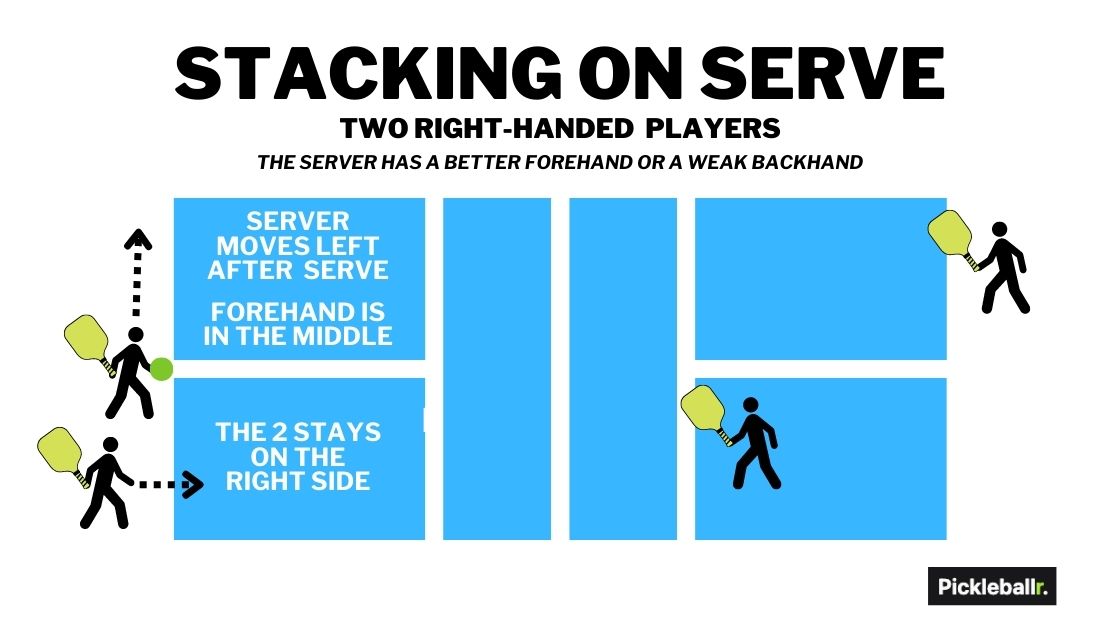 STACKING ON SERVE
TWO RIGHT-HANDED PLAYERS
THE SERVER HAS A BETTER FOREHAND OR A WEAK BACKHAND
SERVER
MOVES LEFT
AFTER SERVE
FOREHAND IS
IN THE MIDDLE
THE 2 STAYS
ON THE
RIGHT SIDE
Pickleballr.